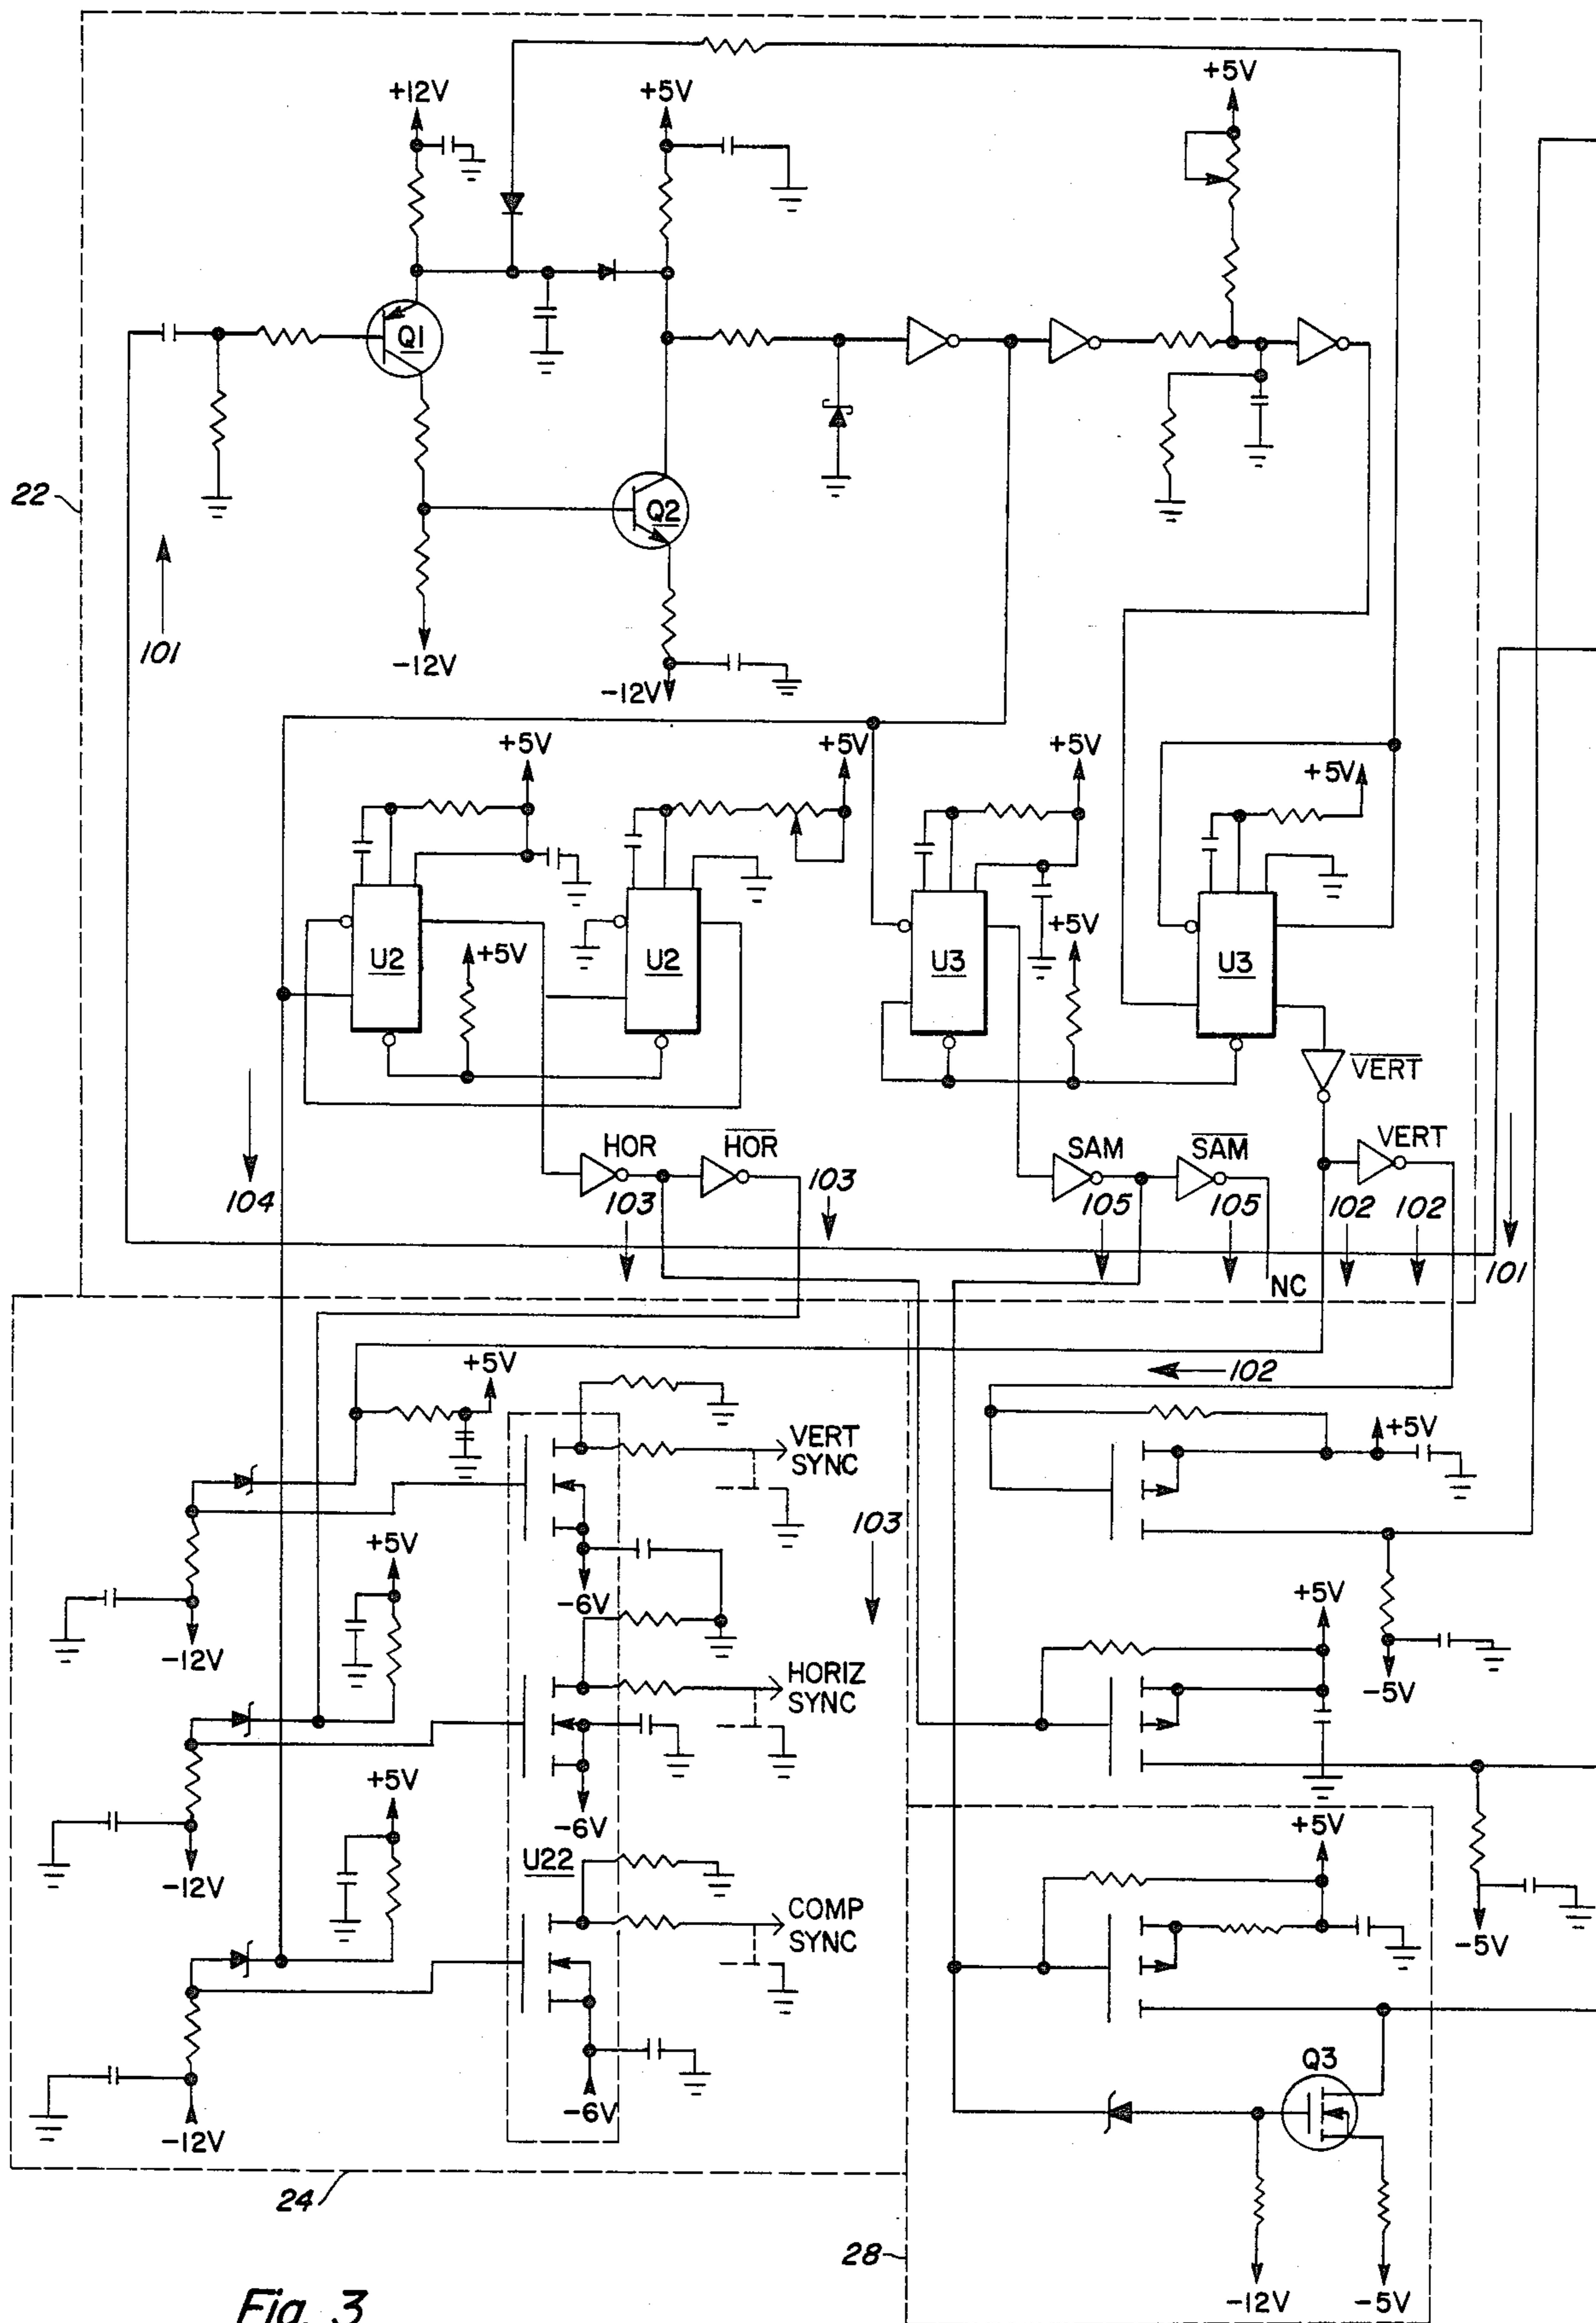 +12V
+5V
+5V
Q1
22
Q2
101
-12V
-12V
+5V
+5V
+5V
+5V
U2
+5V
U2
U3
+5V
U3
VERT
HOR
HOR
SAM
SAM
VERT
104
103
103
105
105
102
102
101
NC
+5V
102
VERT
SYNC
+5V
103
+5V
-6V
+5V
-12V
HORIZ
SYNC
-5V
+5V
-6V
+5V
-12V
U22
COMP
SYNC
-5V
Q3
-6V
-12V
24
28
-12V
-5V
Fig. 3